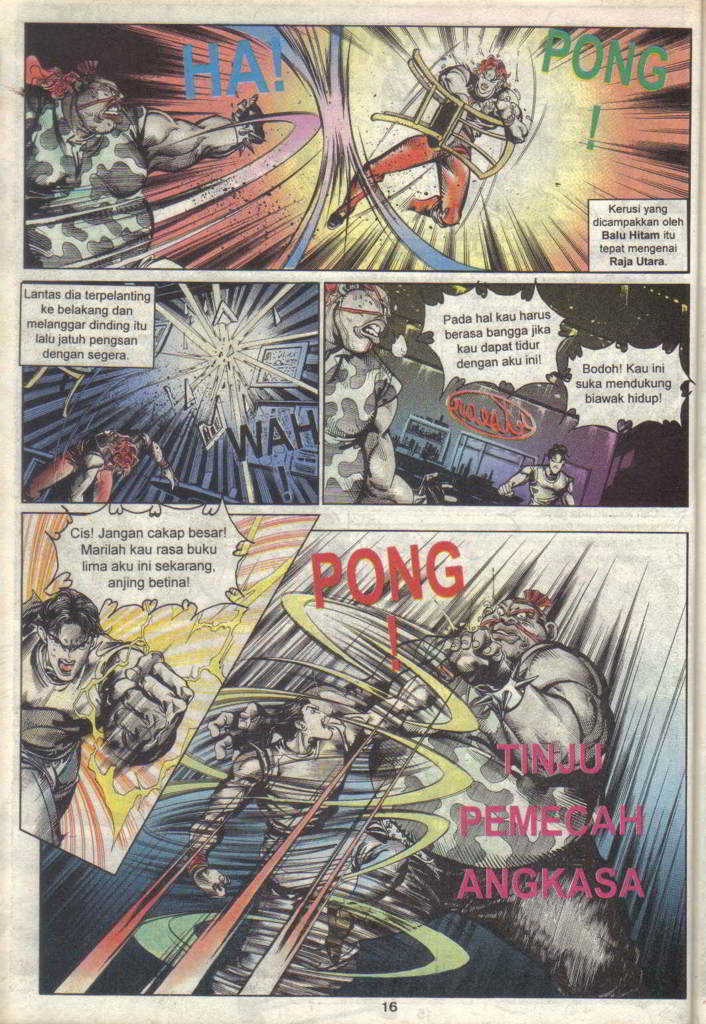 HA!
PONG
!
Kerusi yang
dicampakkan oleh
Balu Hitam itu
tepat mengenai
Raja Utara.
Lantas dia terpelanting
ke belakang dan
melanggar dinding itu
lalu jatuh pengsan
dengan segera.
WAH
!
Pada hal kau harus
berasa bangga jika
kau dapat tidur
dengan aku ini!
Bodoh! Kau ini
suka mendukung
biawak hidup!
Cis! Jangan cakap besar!
Marilah kau rasa buku
lima aku ini sekarang,
anjing betina!
PONG
!
TINJU
PEMECAH
ANGKASA
16